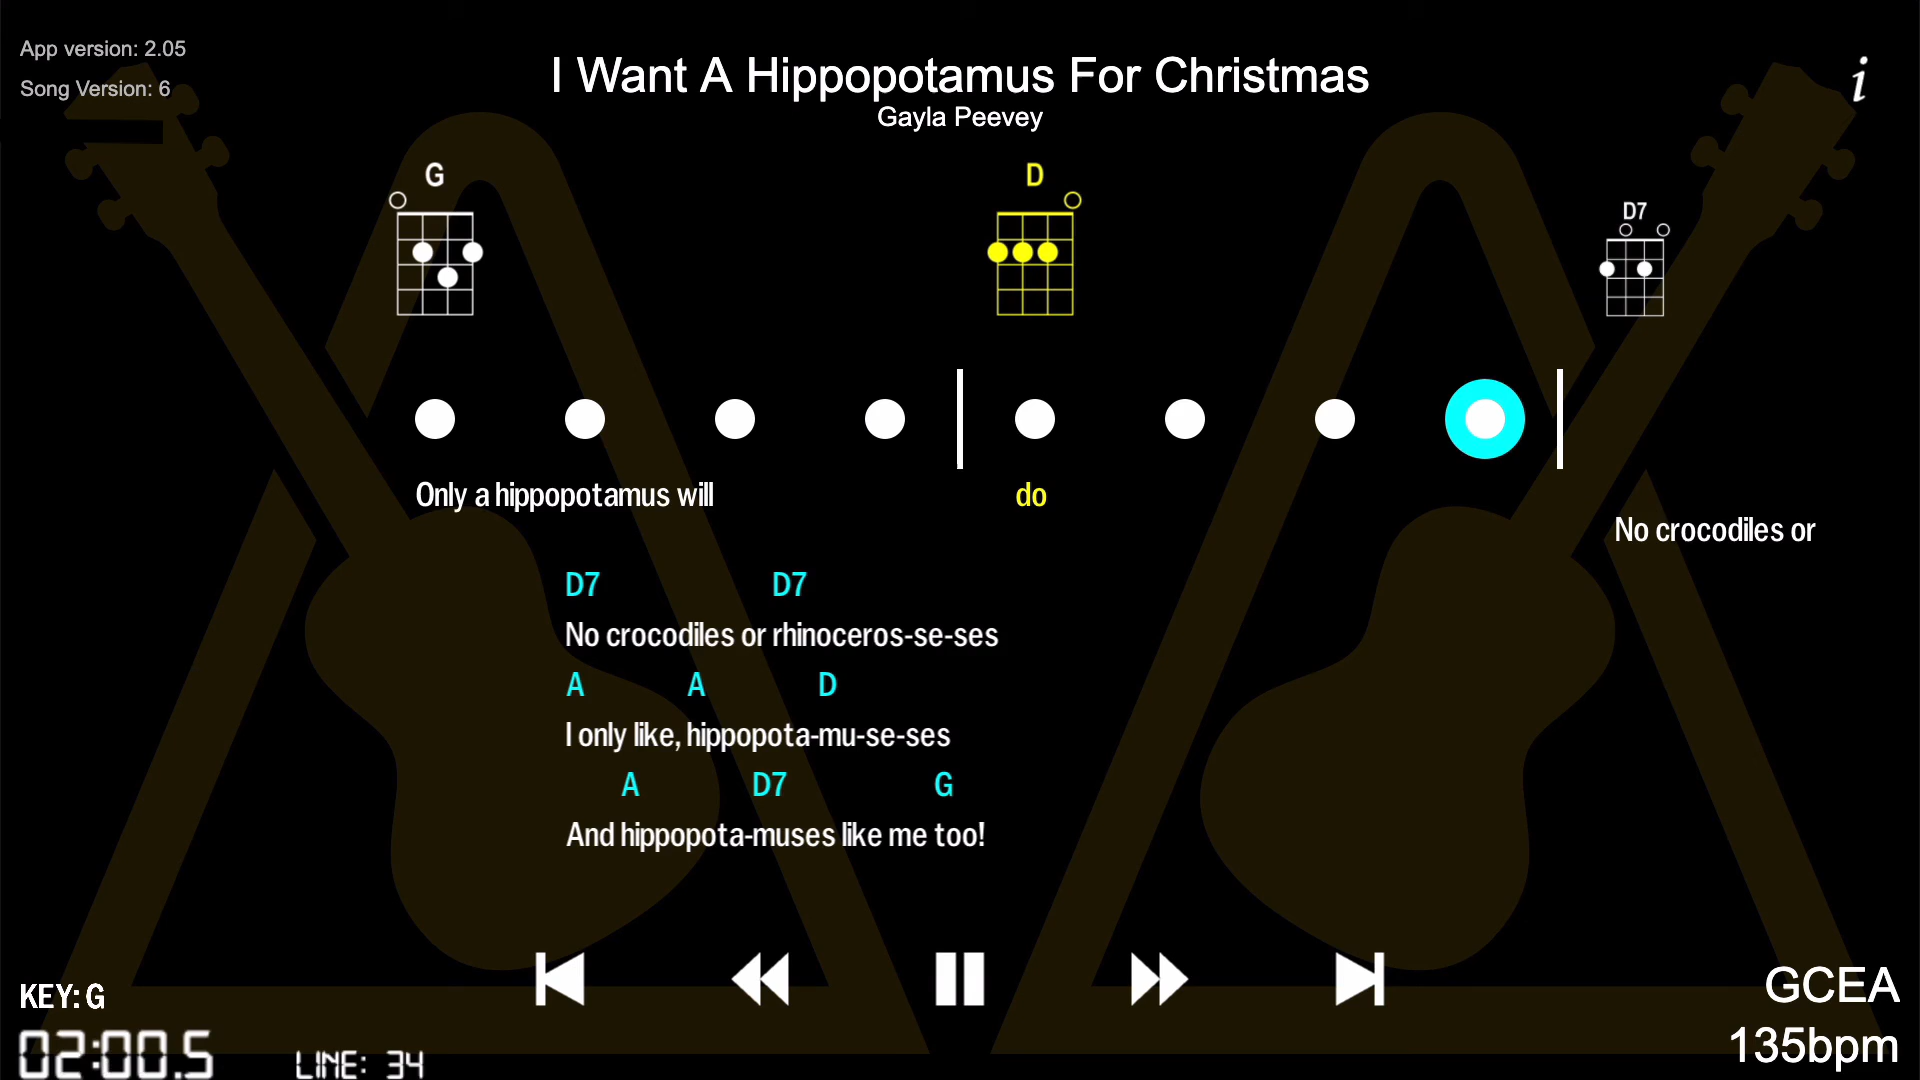 App version: 2.05
Song Version: 6
I Want A Hippopotamus For Christmas
Gayla Peevey
i
G
D
D7
Only a hippopotamus will
do
No crocodiles or
D7 D7
No crocodiles or rhinoceros-se-ses
A A D
I only like, hippopota-mu-se-ses
A D7 G
And hippopota-muses like me too!
KEY: G
02:00.5
LINE: 34
GCEA
135bpm